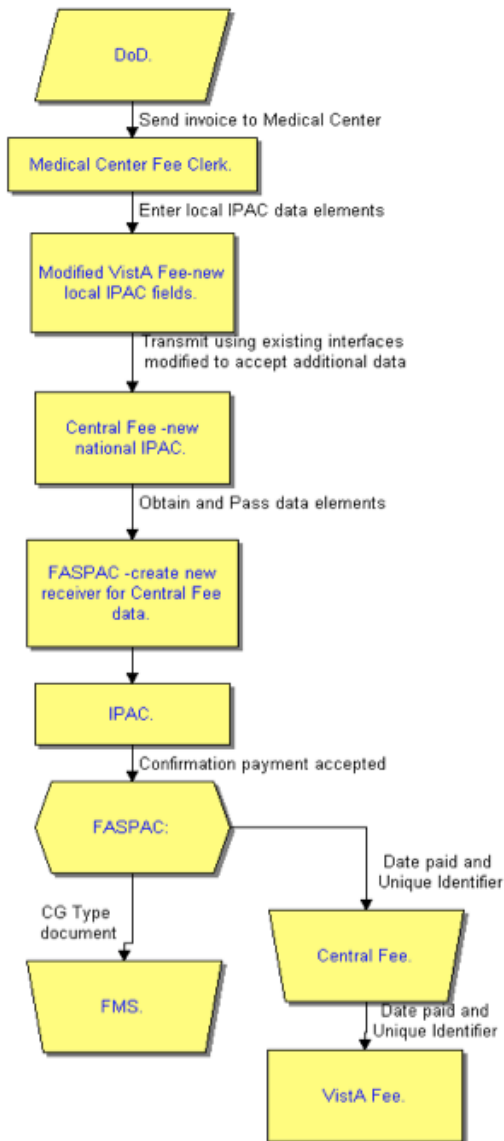 DoD.
Send invoice to Medical Center
Medical Center Fee Clerk.
Enter local IPAC data elements
Modified VistA Fee-new
local IPAC fields.
Transmit using existing interfaces
modified to accept additional data
Central Fee -new
national IPAC.
Obtain and Pass data elements
FASPAC -create new
receiver for Central Fee
data.
IPAC.
Confirmation payment accepted
FASPAC:
Date paid and
Unique Identifier
CG Type
document
Central Fee.
FMS.
Date paid and
Unique Identifier
VistA Fee.